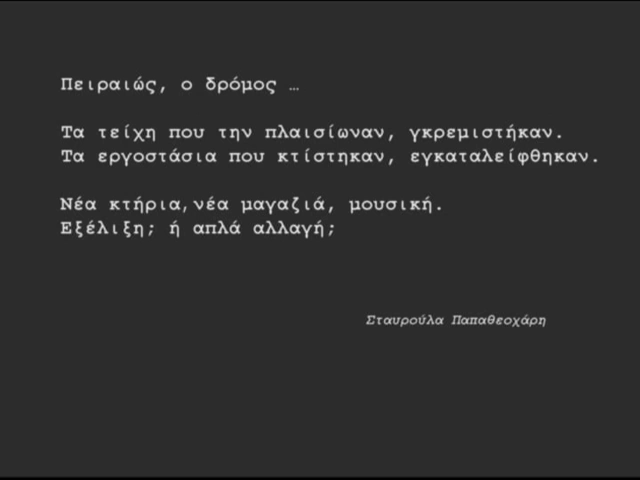 Πειραιώς, ο δρόμος …
Τα τείχη που την πλαισίωναν, γκρεμιστήκαν.
Τα εργοστάσια που κτίστηκαν, εγκαταλείφθηκαν.
Νέα κτήρια,νέα μαγαζιά, μουσική.
Εξέλιξη; ή απλά αλλαγή;
Σταυρούλα Παπαθεοχάρη